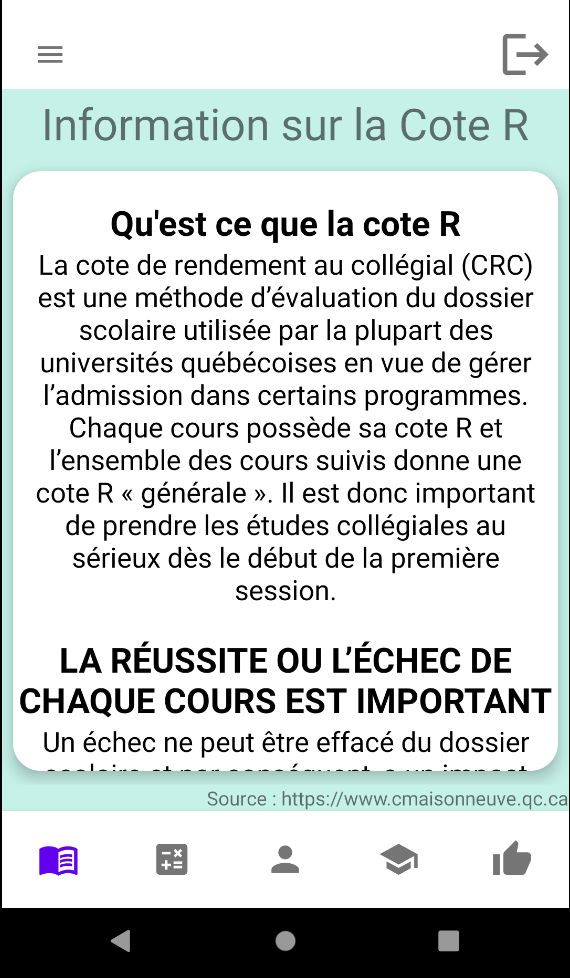 Information sur la Cote R
Qu'est ce que la cote R
La cote de rendement au collégial (CRC)
est une méthode d’évaluation du dossier
scolaire utilisée par la plupart des
universités québécoises en vue de gérer
l’admission dans certains programmes.
Chaque cours possède sa cote R et
l’ensemble des cours suivis donne une
cote R « générale ». Il est donc important
de prendre les études collégiales au
sérieux dès le début de la première
session.
LA RÉUSSITE OU L’ÉCHEC DE
CHAQUE COURS EST IMPORTANT
Un échec ne peut être effacé du dossier
Source : https://www.cmaisonneuve.qc.ca